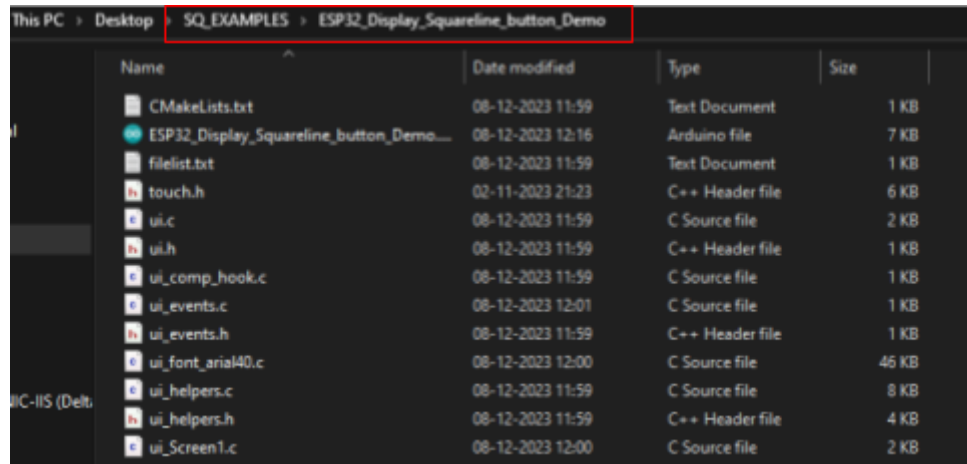 This PC > Desktop > SQ_EXAMPLES > ESP32_Display_Squareline_button_Demo
Name Date modified Type Size
CMakeLists.txt 08-12-2023 11:59 Text Document 1 KB
ESP32_Display_Squareline_button_Demo.... 08-12-2023 12:16 Arduino file 7 KB
filelist.txt 08-12-2023 11:59 Text Document 1 KB
touch.h 02-11-2023 21:23 C++ Header file 6 KB
ui.c 08-12-2023 11:59 C Source file 2 KB
ui.h 08-12-2023 11:59 C++ Header file 1 KB
ui_comp_hook.c 08-12-2023 11:59 C Source file 1 KB
ui_events.c 08-12-2023 12:01 C Source file 1 KB
ui_events.h 08-12-2023 11:59 C++ Header file 1 KB
ui_font_arial40.c 08-12-2023 12:00 C Source file 46 KB
ui_helpers.c 08-12-2023 11:59 C Source file 8 KB
NIC-IIS (Delt
ui_helpers.h 08-12-2023 11:59 C++ Header file 4 KB
ui_Screen1.c 08-12-2023 12:00 C Source file 2 KB